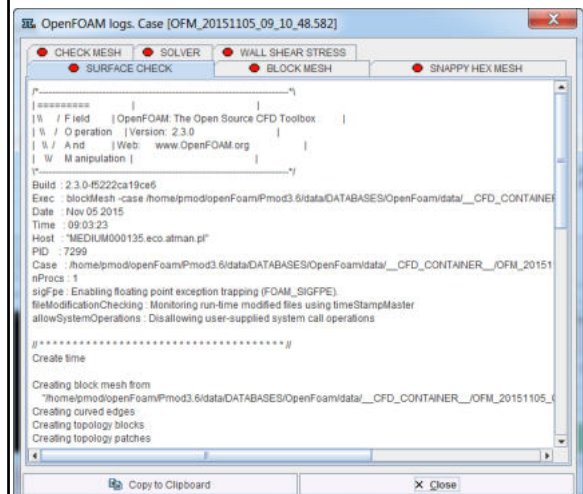 OpenFOAM logs. Case [OFM_20151105_09_10_48.582]
CHECK MESH SOLVER WALL SHEAR STRESS
SURFACE CHECK BLOCK MESH SNAPPY HEX MESH
/*---------------------------------------------------------------------------*\
| ========= | |
| \\ / F ield | OpenFOAM: The Open Source CFD Toolbox |
| \\ / O peration | Version: 2.3.0 |
| \\ / A nd | Web: www.OpenFOAM.org |
| \\/ M anipulation | |
\*---------------------------------------------------------------------------*/
Build : 2.3.0-f5222ca19ce6
Exec : blockMesh -case /home/pmod/openFoam/Pmod3.6/data/DATABASES/OpenFoam/data/__CFD_CONTAINE
Date : Nov 05 2015
Time : 09:03:23
Host : "MEDIUM000135.eco.atman.pl"
PID : 7299
Case : /home/pmod/openFoam/Pmod3.6/data/DATABASES/OpenFoam/data/__CFD_CONTAINER__/OFM_20151
nProcs : 1
sigFpe : Enabling floating point exception trapping (FOAM_SIGFPE).
fileModificationChecking : Monitoring run-time modified files using timeStampMaster
allowSystemOperations : Disallowing user-supplied system call operations
// * * * * * * * * * * * * * * * * * * * * * * * * * * * * * * * * * * * * * //
Create time
Creating block mesh from
"/home/pmod/openFoam/Pmod3.6/data/DATABASES/OpenFoam/data/__CFD_CONTAINER__/OFM_20151105_
Creating curved edges
Creating topology blocks
Creating topology patches
Copy to Clipboard X Close